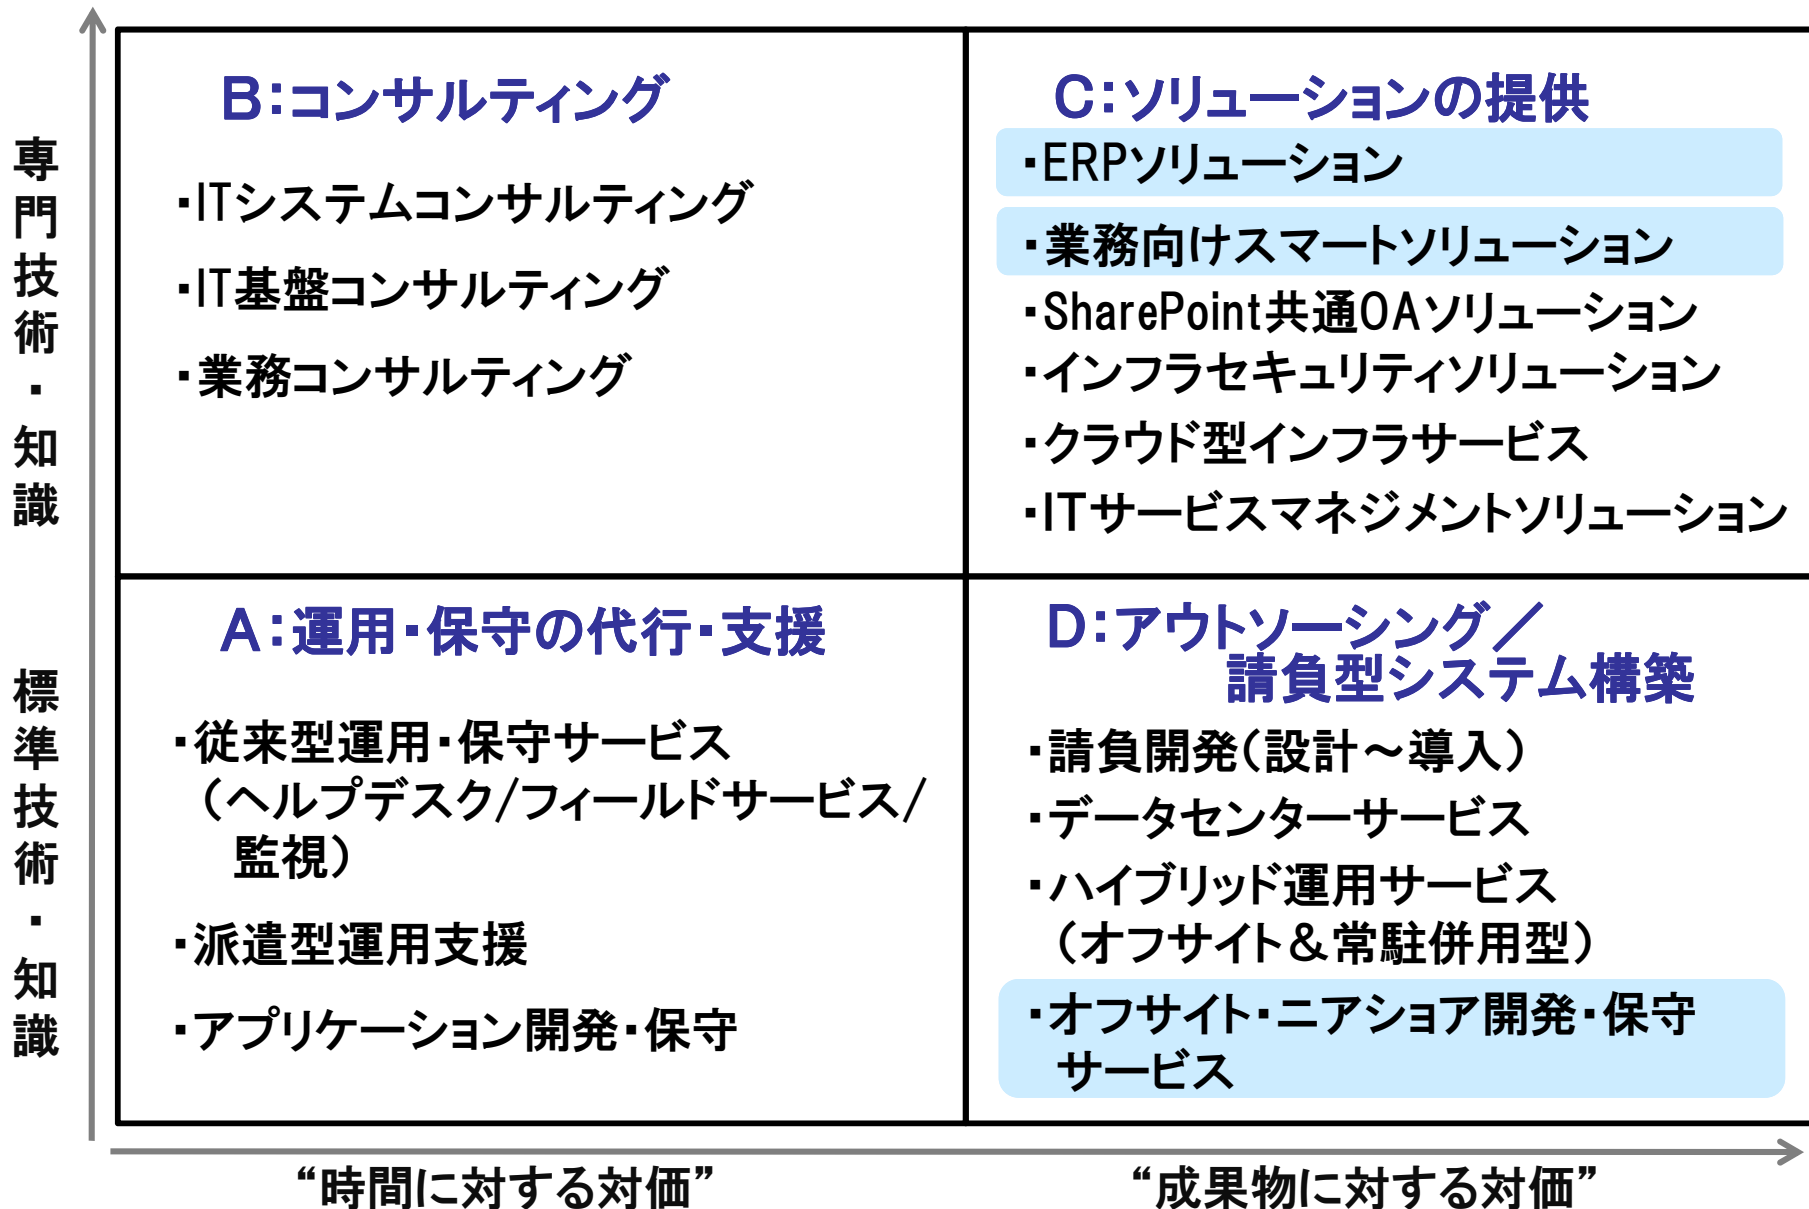 専門技術・知識
B:コンサルティング
・ITシステムコンサルティング
・IT基盤コンサルティング
・業務コンサルティング
C:ソリューションの提供
・ERPソリューション
・業務向けスマートソリューション
・SharePoint共通OAソリューション
・インフラセキュリティソリューション
・クラウド型インフラサービス
・ITサービスマネジメントソリューション
標準技術・知識
A:運用・保守の代行・支援
・従来型運用・保守サービス
（ヘルプデスク/フィールドサービス/
監視）
・派遣型運用支援
・アプリケーション開発・保守
D:アウトソーシング／
請負型システム構築
・請負開発（設計～導入）
・データセンターサービス
・ハイブリッド運用サービス
（オフサイト＆常駐併用型）
・オフサイト・ニアショア開発・保守
サービス
“時間に対する対価”
“成果物に対する対価”